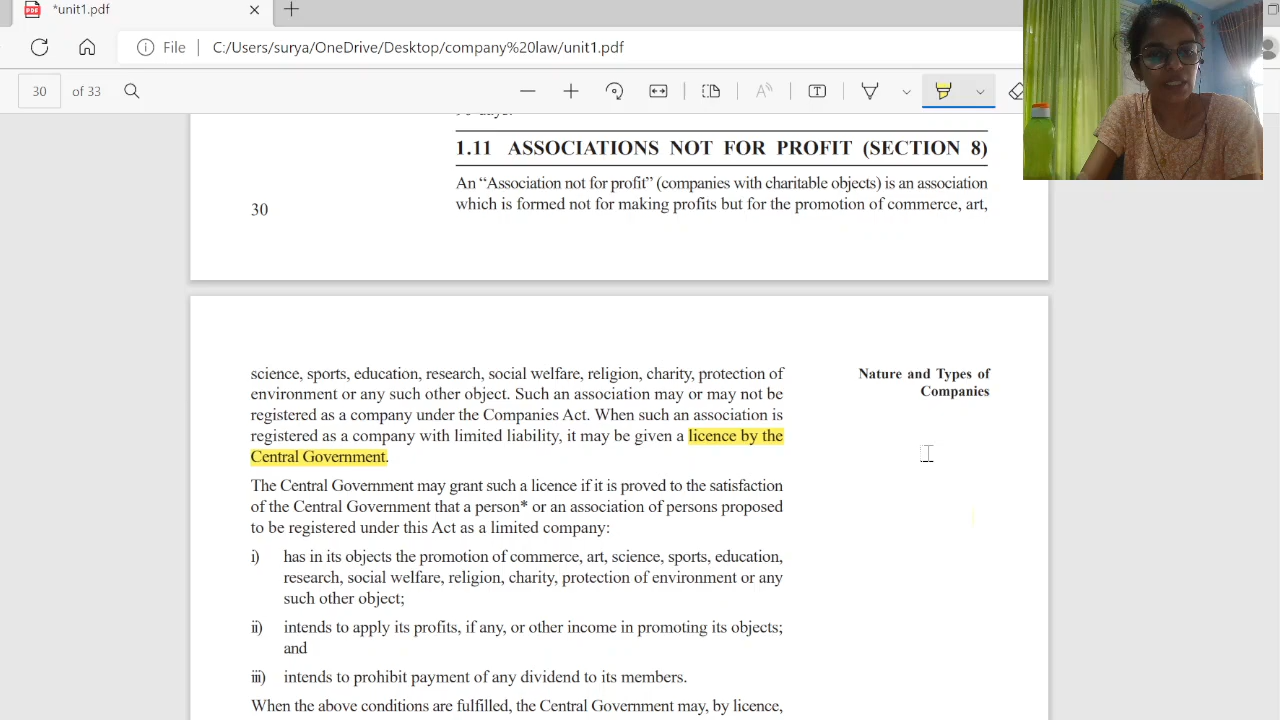 *unit1.pdf
File
C:/Users/surya/OneDrive/Desktop/company%20law/unit1.pdf
30 of 33
1.11 ASSOCIATIONS NOT FOR PROFIT (SECTION 8)
An “Association not for profit” (companies with charitable objects) is an association
which is formed not for making profits but for the promotion of commerce, art,
30
science, sports, education, research, social welfare, religion, charity, protection of
environment or any such other object. Such an association may or may not be
registered as a company under the Companies Act. When such an association is
registered as a company with limited liability, it may be given a licence by the
Central Government.
Nature and Types of
Companies
The Central Government may grant such a licence if it is proved to the satisfaction
of the Central Government that a person* or an association of persons proposed
to be registered under this Act as a limited company:
i) has in its objects the promotion of commerce, art, science, sports, education,
research, social welfare, religion, charity, protection of environment or any
such other object;
ii) intends to apply its profits, if any, or other income in promoting its objects;
and
iii) intends to prohibit payment of any dividend to its members.
When the above conditions are fulfilled, the Central Government may, by licence,